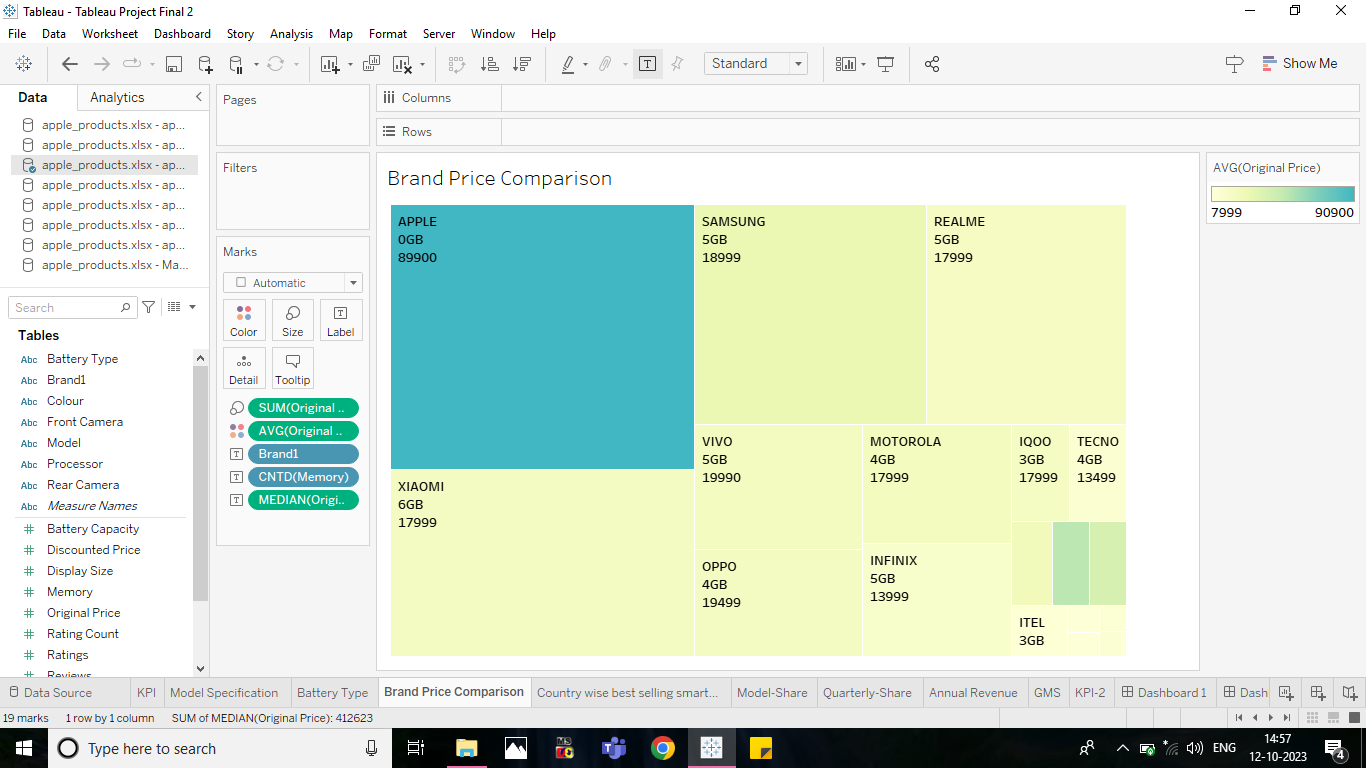 Tableau - Tableau Project Final 2
File Data Worksheet Dashboard Story Analysis Map Format Server Window Help
Standard
Show Me
Data Analytics
apple_products.xlsx - ap...
apple_products.xlsx - ap...
apple_products.xlsx - ap...
apple_products.xlsx - ap...
apple_products.xlsx - ap...
apple_products.xlsx - ap...
apple_products.xlsx - ap...
apple_products.xlsx - Ma...
Search
Tables
Abc Battery Type
Abc Brand1
Abc Colour
Abc Front Camera
Abc Model
Abc Processor
Abc Rear Camera
Abc Measure Names
# Battery Capacity
# Discounted Price
# Display Size
# Memory
# Original Price
# Rating Count
# Ratings
# Reviews
Pages
Filters
Marks
Automatic
Color Size Label
Detail Tooltip
SUM(Original ..
AVG(Original ..
Brand1
CNTD(Memory)
MEDIAN(Origi..
Columns
Rows
Brand Price Comparison
APPLE
0GB
89900
SAMSUNG
5GB
18999
REALME
5GB
17999
XIAOMI
6GB
17999
VIVO
5GB
19990
MOTOROLA
4GB
17999
IQOO
3GB
17999
TECNO
4GB
13499
OPPO
4GB
19499
INFINIX
5GB
13999
ITEL
3GB
AVG(Original Price)
7999 90900
Data Source KPI Model Specification Battery Type Brand Price Comparison Country wise best selling smart... Model-Share Quarterly-Share Annual Revenue GMS KPI-2 Dashboard 1 Dash
19 marks 1 row by 1 column SUM of MEDIAN(Original Price): 412623
Type here to search
ENG
14:57
12-10-2023
4